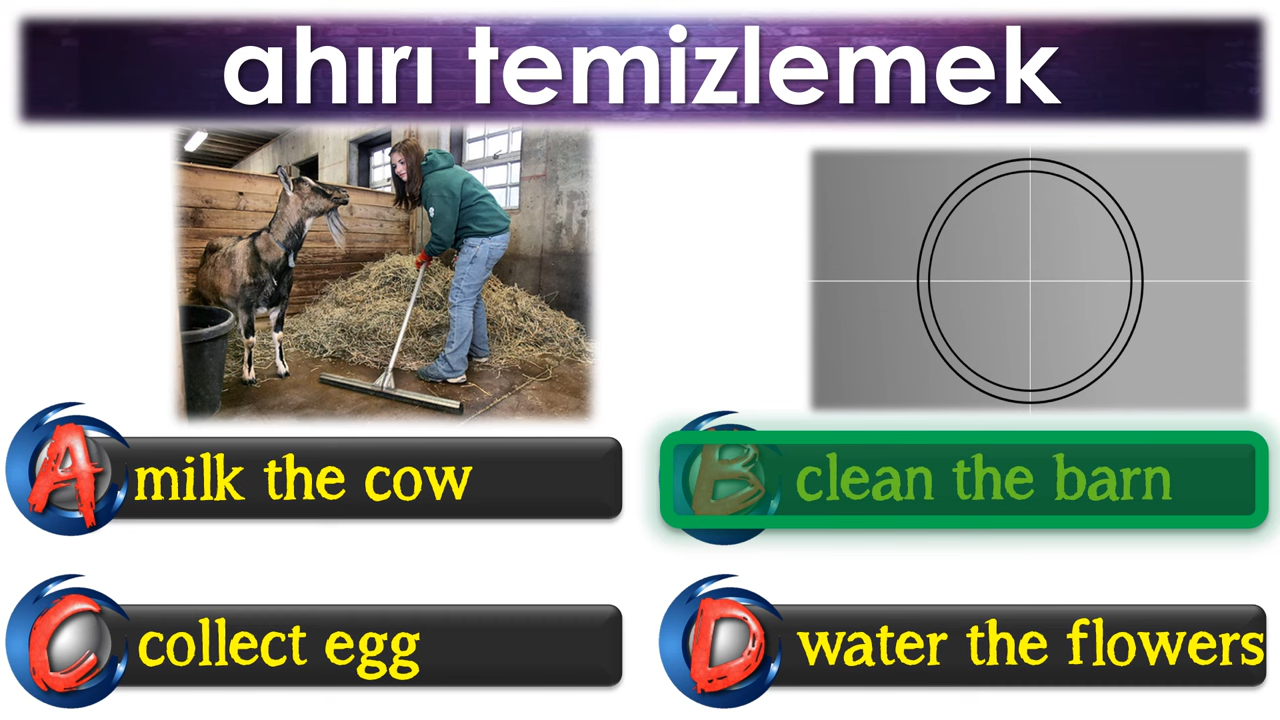 ahırı temizlemek
A milk the cow
B clean the barn
C collect egg
D water the flowers